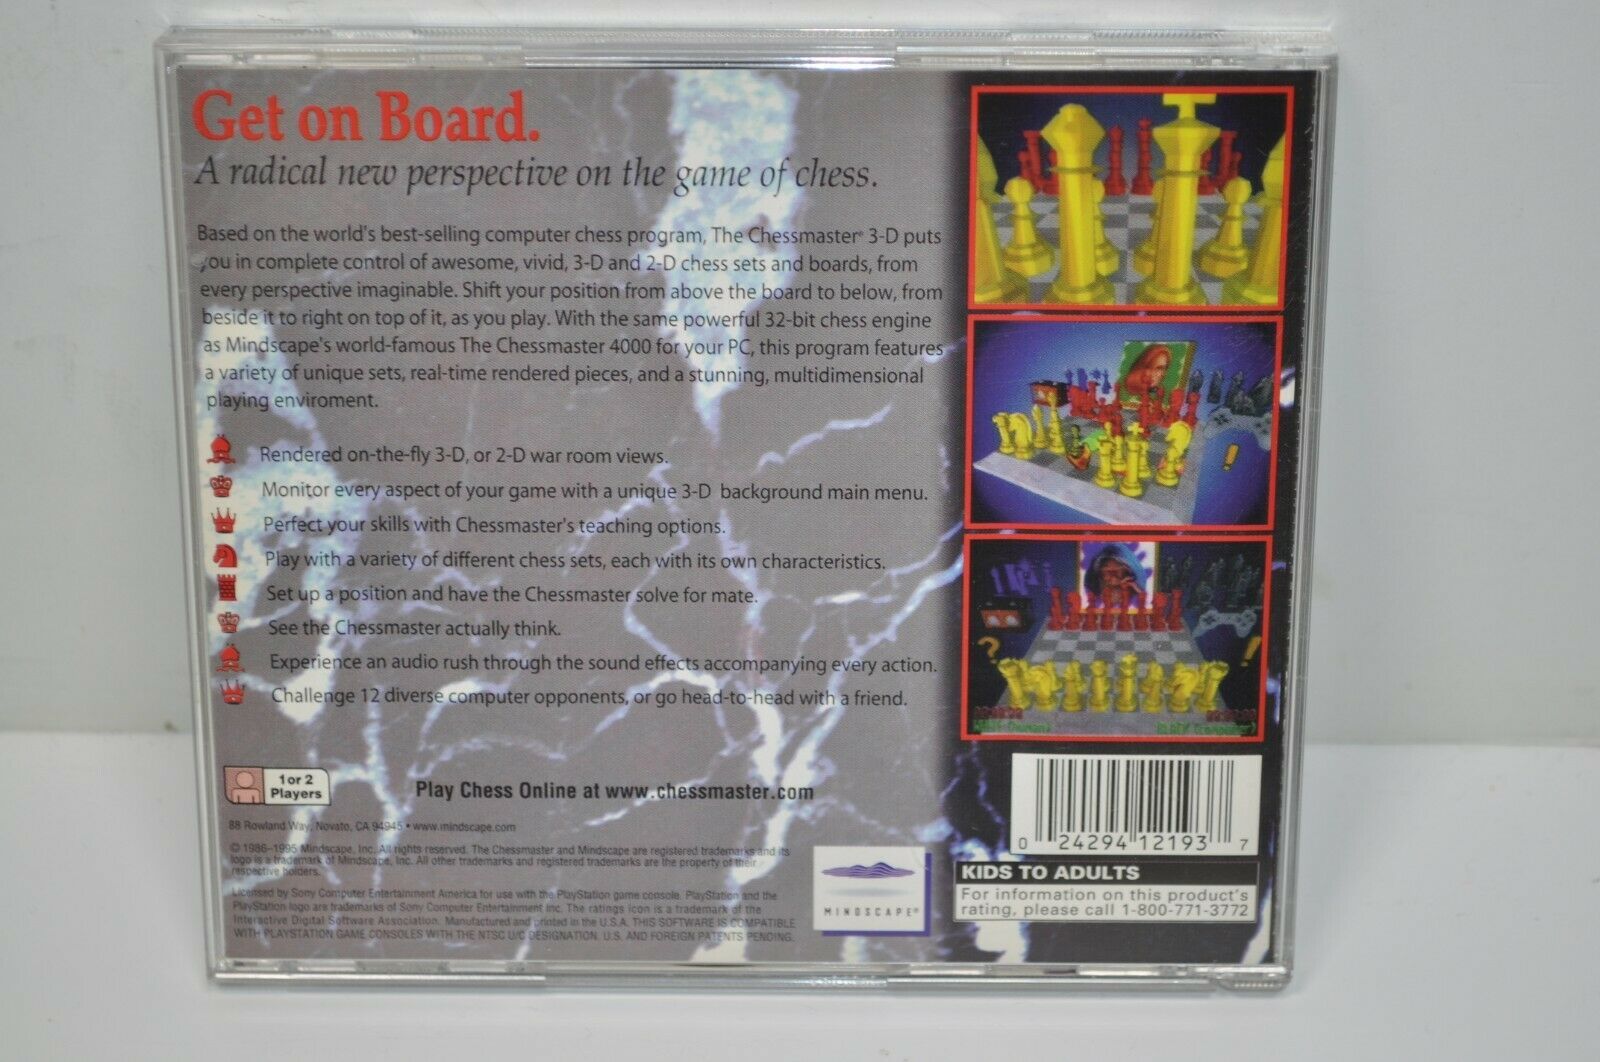 Get on Board.
A radical new perspective on the game of chess.
Based on the world's best-selling computer chess program, The Chessmaster® 3-D puts
you in complete control of awesome, vivid, 3-D and 2-D chess sets and boards, from
every perspective imaginable. Shift your position from above the board to below, from
beside it to right on top of it, as you play. With the same powerful 32-bit chess engine
as Mindscape's world-famous The Chessmaster 4000 for your PC, this program features
a variety of unique sets, real-time rendered pieces, and a stunning, multidimensional
playing enviroment.
Rendered on-the-fly 3-D, or 2-D war room views.
Monitor every aspect of your game with a unique 3-D background main menu.
Perfect your skills with Chessmaster's teaching options.
Play with a variety of different chess sets, each with its own characteristics.
Set up a position and have the Chessmaster solve for mate.
See the Chessmaster actually think.
Experience an audio rush through the sound effects accompanying every action.
Challenge 12 diverse computer opponents, or go head-to-head with a friend.
1 or 2
Players
Play Chess Online at www.chessmaster.com
88 Rowland Way, Novato, CA 94945 • www.mindscape.com
© 1986–1995 Mindscape, Inc. All rights reserved. The Chessmaster and Mindscape are registered trademarks and its
logo is a trademark of Mindscape, Inc. All other trademarks and registered trademarks are the property of their
respective holders.
Licensed by Sony Computer Entertainment America for use with the PlayStation game console. PlayStation and the
PlayStation logo are trademarks of Sony Computer Entertainment Inc. The ratings icon is a trademark of the
Interactive Digital Software Association. Manufactured and printed in the U.S.A. THIS SOFTWARE IS COMPATIBLE
WITH PLAYSTATION GAME CONSOLES WITH THE NTSC U/C DESIGNATION. U.S. AND FOREIGN PATENTS PENDING.
MINDSCAPE®
0 24294 12193 7
KIDS TO ADULTS
For information on this product's
rating, please call 1-800-771-3772